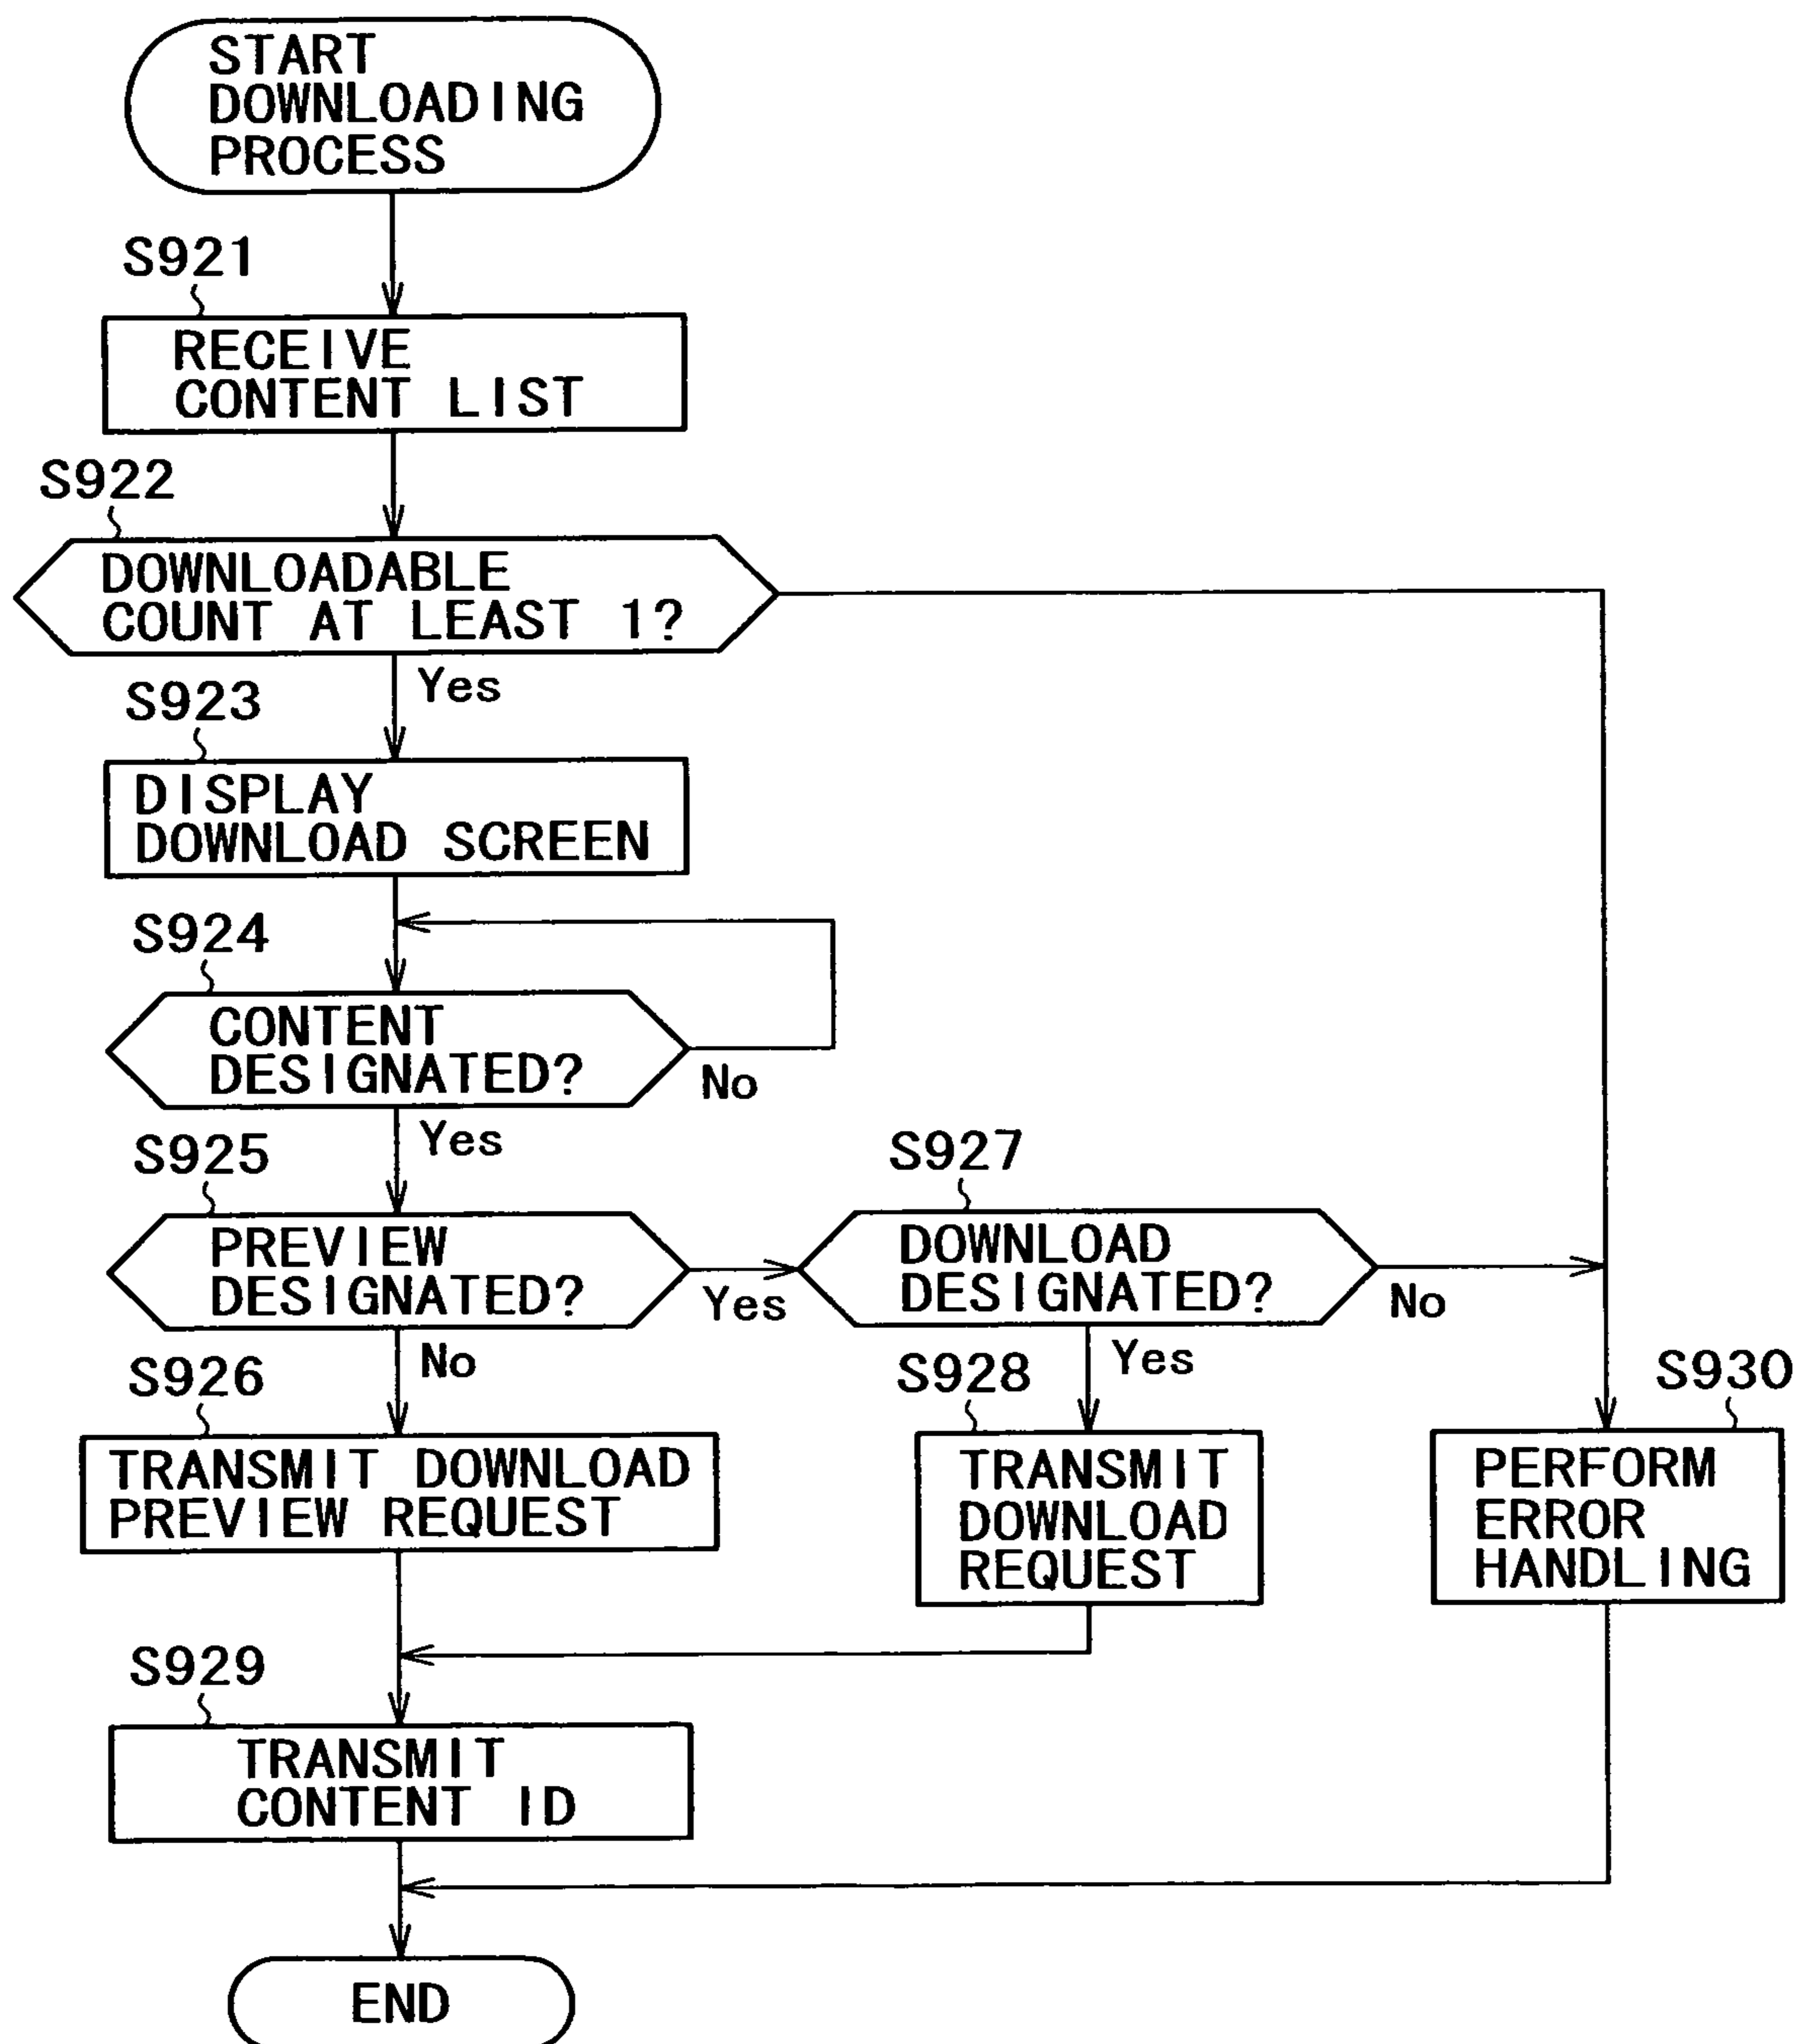 START
DOWNLOADING
PROCESS
S921
RECEIVE
CONTENT LIST
S922
DOWNLOADABLE
COUNT AT LEAST 1?
Yes
S923
DISPLAY
DOWNLOAD SCREEN
S924
CONTENT
DESIGNATED?
No
Yes
S925
PREVIEW
DESIGNATED?
Yes
No
S927
DOWNLOAD
DESIGNATED?
No
Yes
S926
TRANSMIT DOWNLOAD
PREVIEW REQUEST
S928
TRANSMIT
DOWNLOAD
REQUEST
S930
PERFORM
ERROR
HANDLING
S929
TRANSMIT
CONTENT ID
END